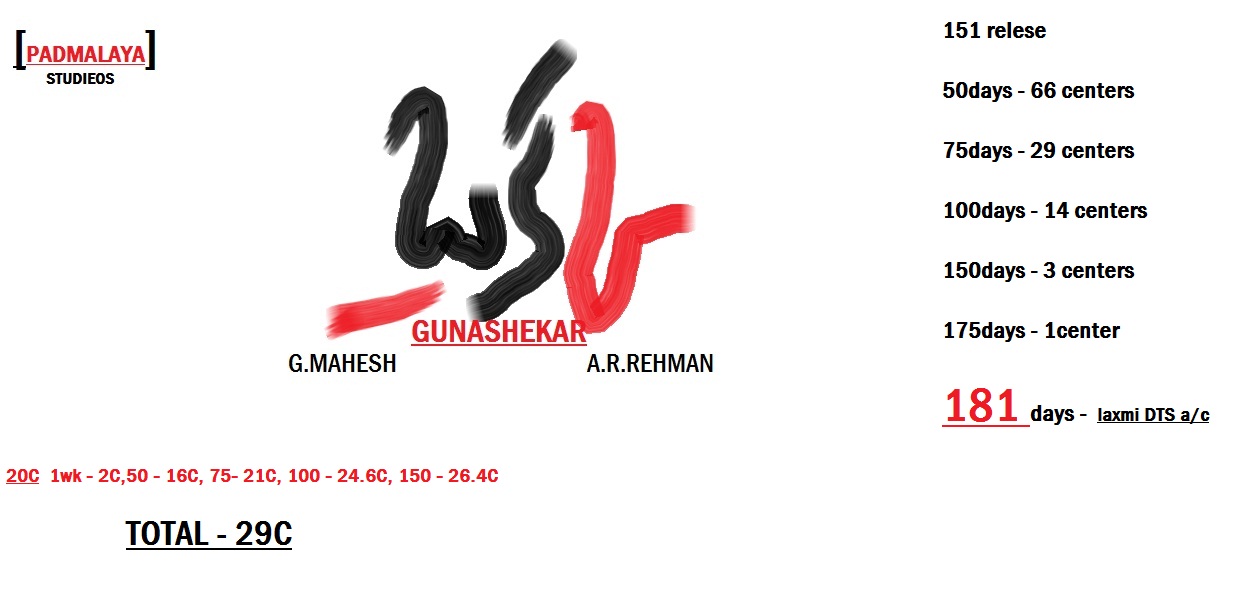 [PADMALAYA]
STUDIEOS
GUNASHEKAR
G.MAHESH
A.R.REHMAN
151 relese
50days - 66 centers
75days - 29 centers
100days - 14 centers
150days - 3 centers
175days - 1center
181 days - laxmi DTS a/c
20C 1wk - 2C,50 - 16C, 75- 21C, 100 - 24.6C, 150 - 26.4C
TOTAL - 29C